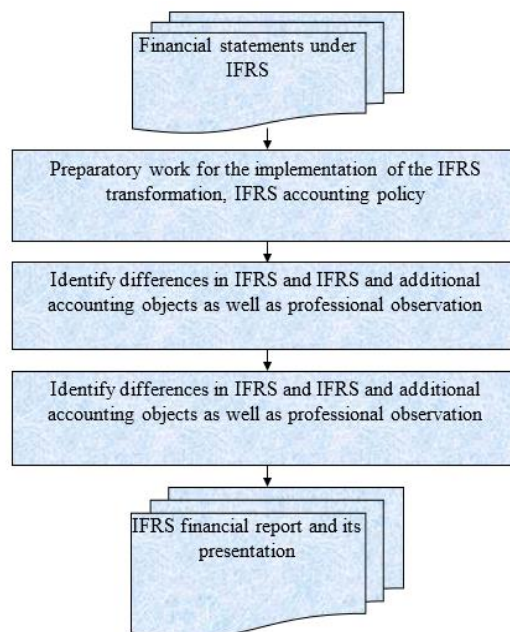 Financial statements under
IFRS
Preparatory work for the implementation of the IFRS
transformation, IFRS accounting policy
Identify differences in IFRS and IFRS and additional
accounting objects as well as professional observation
Identify differences in IFRS and IFRS and additional
accounting objects as well as professional observation
IFRS financial report and its
presentation